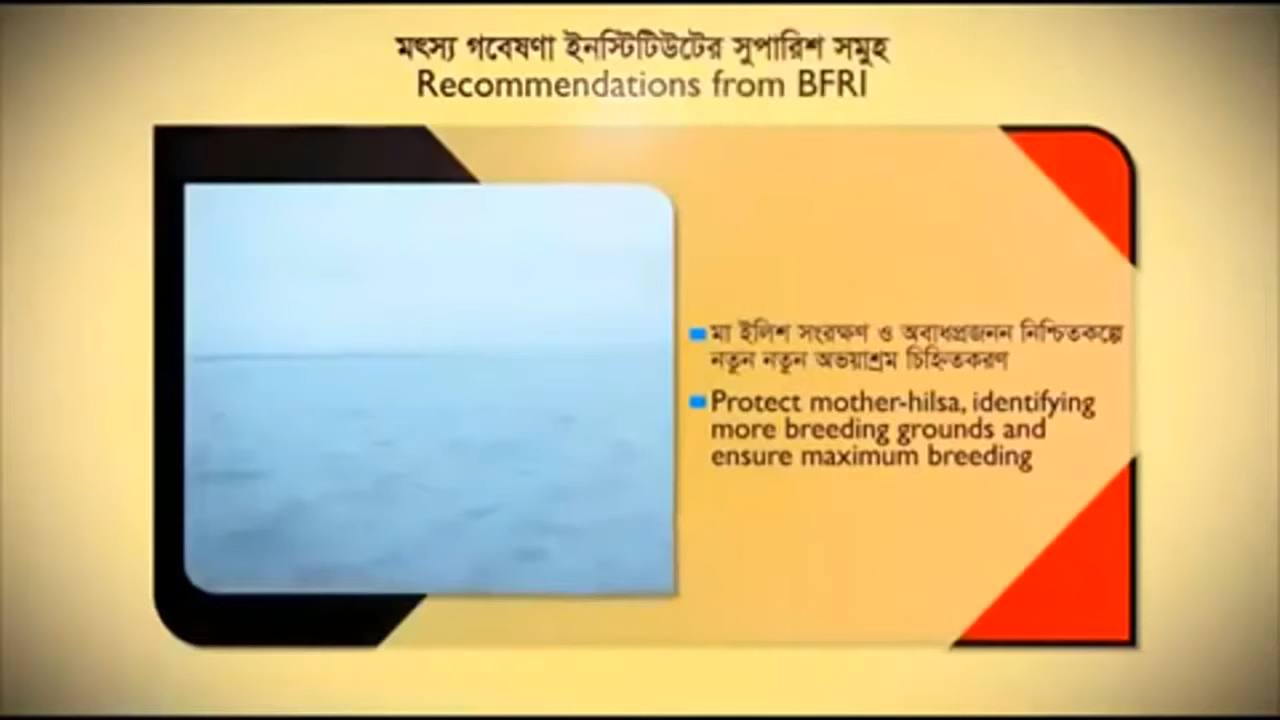 মৎস্য গবেষণা ইনস্টিটিউটের সুপারিশ সমুহ
Recommendations from BFRI
মা ইলিশ সংরক্ষণ ও অবাধপ্রজনন নিশ্চিতকল্পে
নতুন নতুন অভয়াশ্রম চিহ্নিতকরণ
Protect mother-hilsa, identifying
more breeding grounds and
ensure maximum breeding